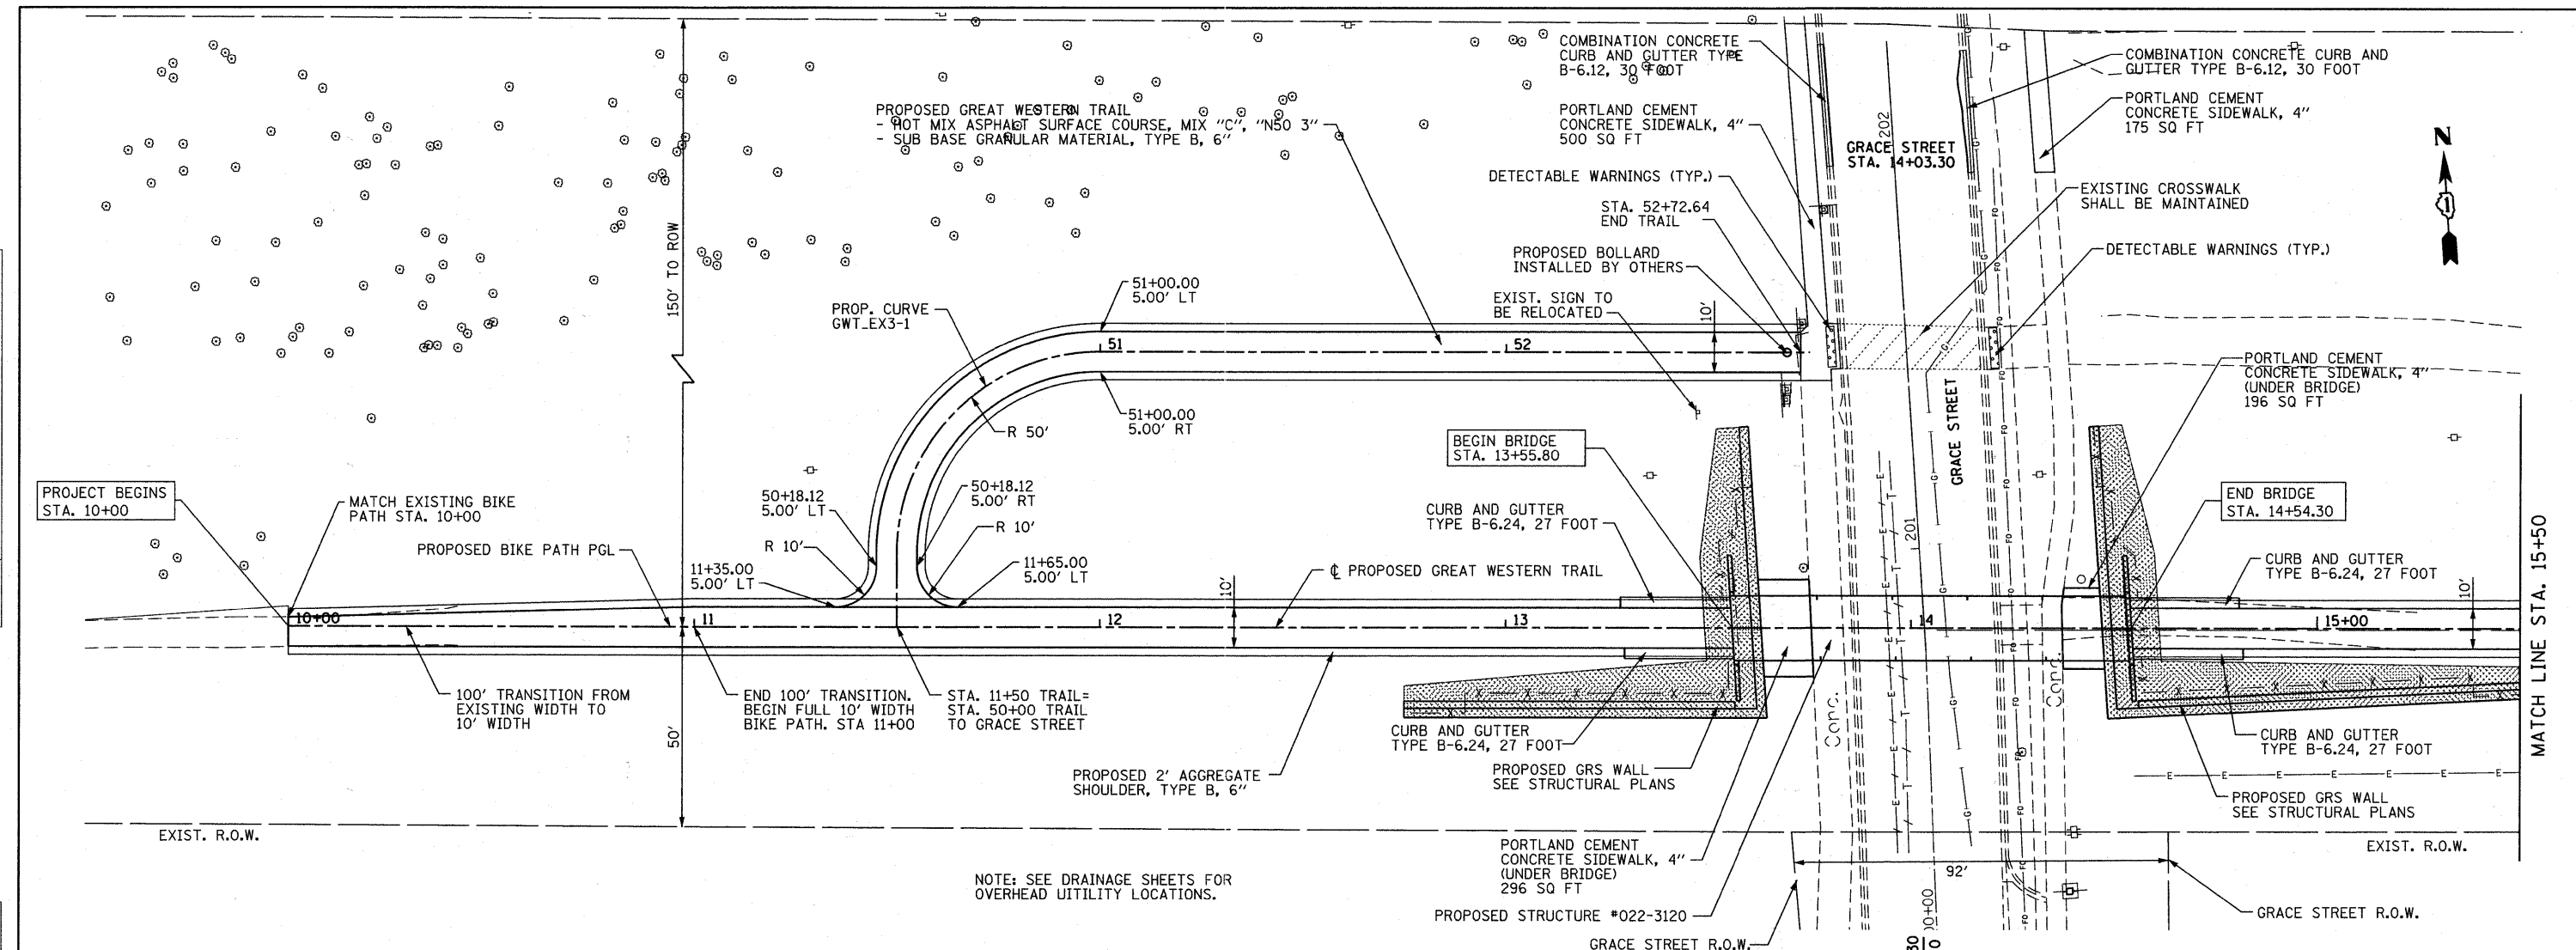 COMBINATION CONCRETE
CURB AND GUTTER TYPE
B-6.12, 30 FOOT
COMBINATION CONCRETE CURB AND
GUTTER TYPE B-6.12, 30 FOOT
PROPOSED GREAT WESTERN TRAIL
- HOT MIX ASPHALT SURFACE COURSE, MIX "C", "N50 3"
- SUB BASE GRANULAR MATERIAL, TYPE B, 6"
PORTLAND CEMENT
CONCRETE SIDEWALK, 4"
500 SQ FT
PORTLAND CEMENT
CONCRETE SIDEWALK, 4"
175 SQ FT
202
GRACE STREET
STA. 14+03.30
N
1
DETECTABLE WARNINGS (TYP.)
EXISTING CROSSWALK
SHALL BE MAINTAINED
STA. 52+72.64
END TRAIL
150' TO ROW
PROPOSED BOLLARD
INSTALLED BY OTHERS
DETECTABLE WARNINGS (TYP.)
51+00.00
5.00' LT
PROP. CURVE
GWT_EX3-1
EXIST. SIGN TO
BE RELOCATED
10'
51
52
PORTLAND CEMENT
CONCRETE SIDEWALK, 4"
(UNDER BRIDGE)
196 SQ FT
51+00.00
5.00' RT
R 50'
GRACE STREET
BEGIN BRIDGE
STA. 13+55.80
PROJECT BEGINS
STA. 10+00
MATCH EXISTING BIKE
PATH STA. 10+00
50+18.12
5.00' LT
50+18.12
5.00' RT
END BRIDGE
STA. 14+54.30
CURB AND GUTTER
TYPE B-6.24, 27 FOOT
R 10'
R 10'
201
PROPOSED BIKE PATH PGL
11+35.00
5.00' LT
11+65.00
5.00' LT
℄ PROPOSED GREAT WESTERN TRAIL
CURB AND GUTTER
TYPE B-6.24, 27 FOOT
MATCH LINE STA. 15+50
10'
10'
10+00
11
12
13
14
15+00
100' TRANSITION FROM
EXISTING WIDTH TO
10' WIDTH
END 100' TRANSITION.
BEGIN FULL 10' WIDTH
BIKE PATH. STA 11+00
STA. 11+50 TRAIL=
STA. 50+00 TRAIL
TO GRACE STREET
Conc.
Conc.
50'
CURB AND GUTTER
TYPE B-6.24, 27 FOOT
CURB AND GUTTER
TYPE B-6.24, 27 FOOT
PROPOSED 2' AGGREGATE
SHOULDER, TYPE B, 6"
PROPOSED GRS WALL
SEE STRUCTURAL PLANS
PROPOSED GRS WALL
SEE STRUCTURAL PLANS
EXIST. R.O.W.
EXIST. R.O.W.
PORTLAND CEMENT
CONCRETE SIDEWALK, 4"
(UNDER BRIDGE)
296 SQ FT
92'
NOTE: SEE DRAINAGE SHEETS FOR
OVERHEAD UITILITY LOCATIONS.
PROPOSED STRUCTURE #022-3120
GRACE STREET R.O.W.
GRACE STREET R.O.W.